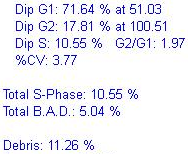 Dip G1: 71.64 % at 51.03
Dip G2: 17.81 % at 100.51
Dip S: 10.55 % G2/G1: 1.97
%CV: 3.77
Total S-Phase: 10.55 %
Total B.A.D.: 5.04 %
Debris: 11.26 %